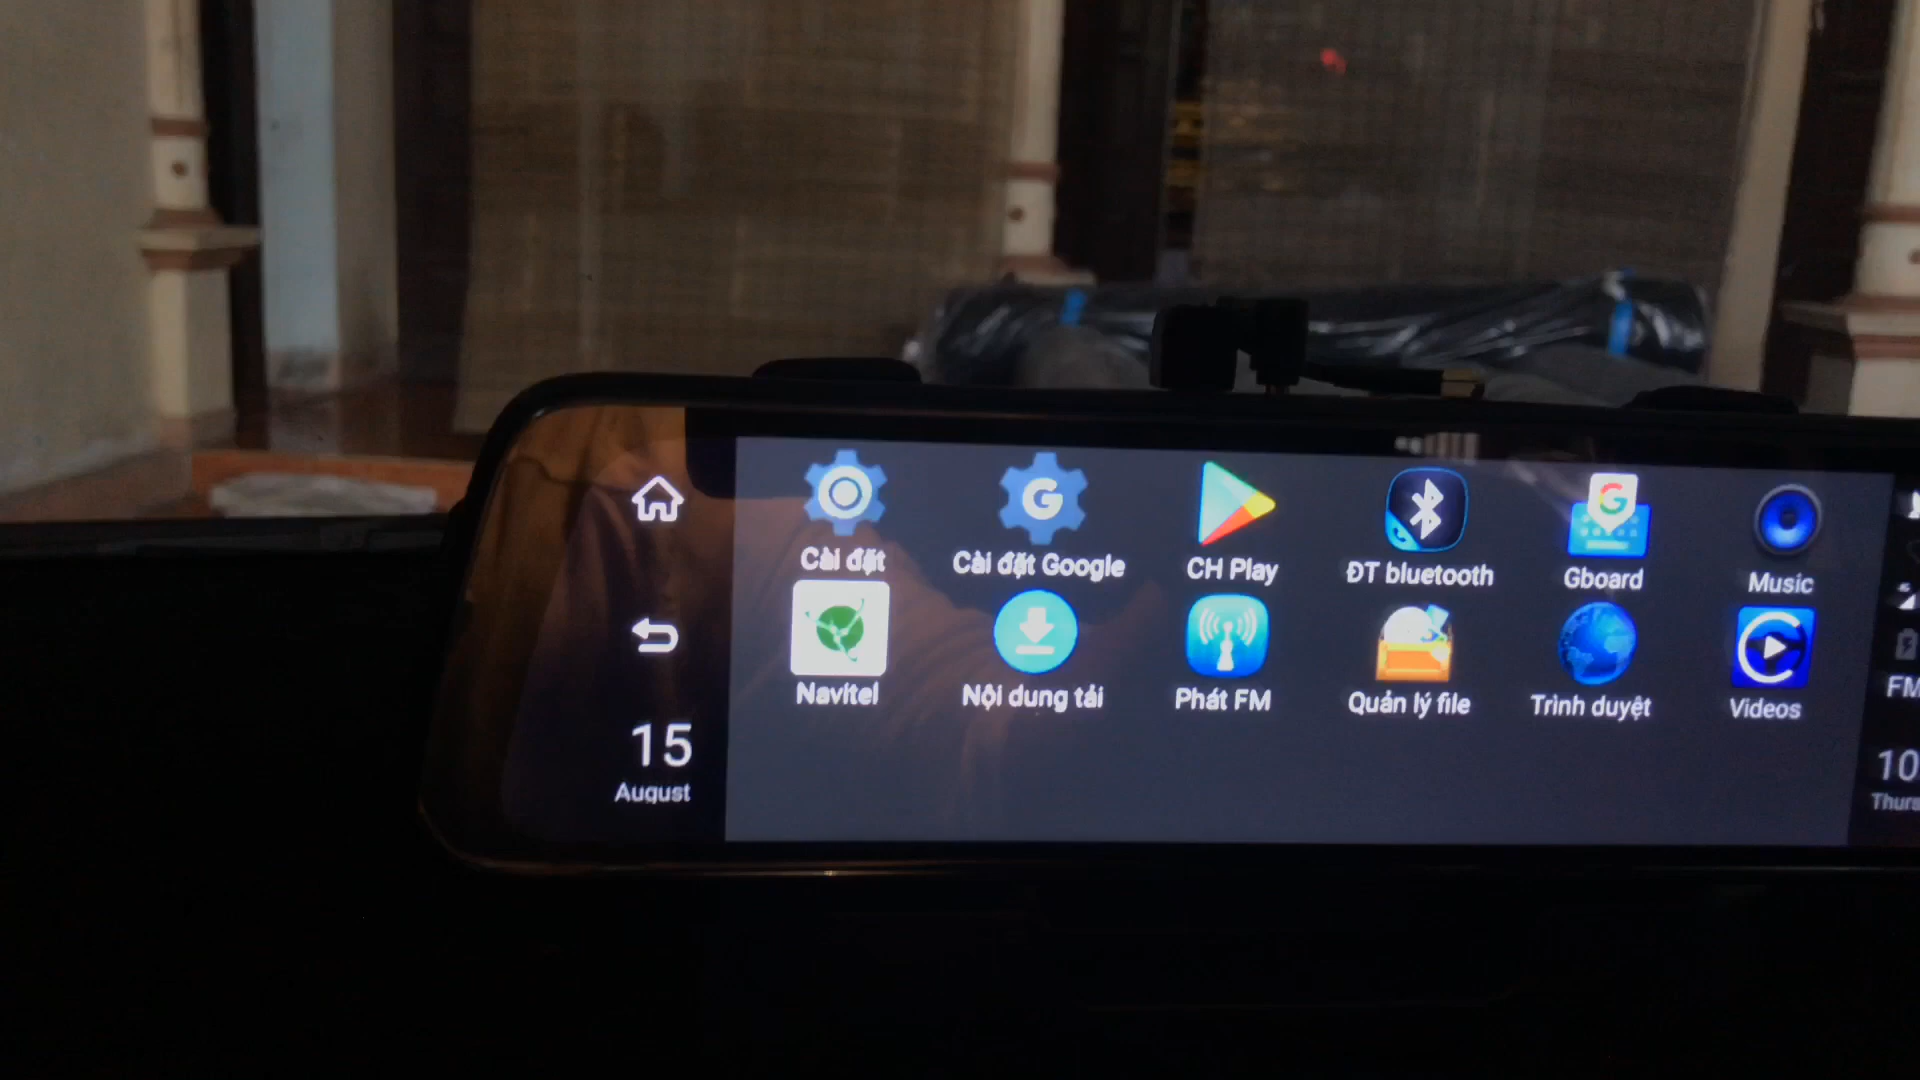 Cài đặt
Cài đặt Google
CH Play
ĐT bluetooth
Gboard
Music
Navitel
Nội dung tải
Phát FM
Quản lý file
Trình duyệt
Videos
15
August
FM
10
Thurs